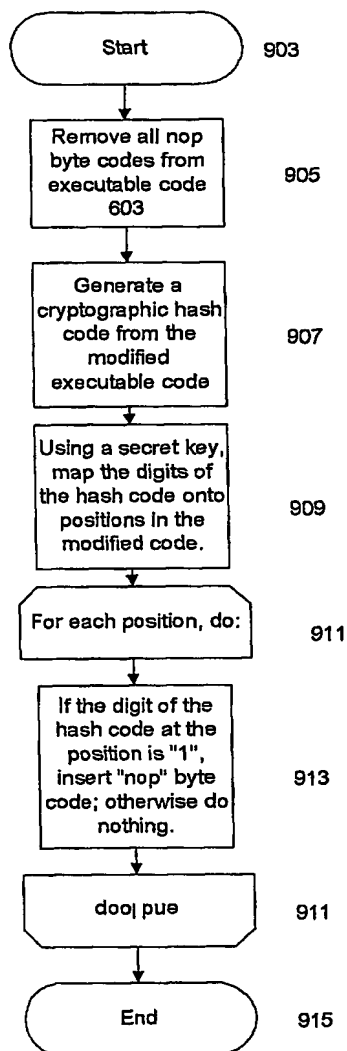 Start
903
Remove all nop
byte codes from
executable code
603
905
Generate a
cryptographic hash
code from the
modified
executable code
907
Using a secret key,
map the digits of
the hash code onto
positions in the
modified code.
909
For each position, do:
911
If the digit of the
hash code at the
position is "1",
insert "nop" byte
code; otherwise do
nothing.
913
end loop
911
End
915